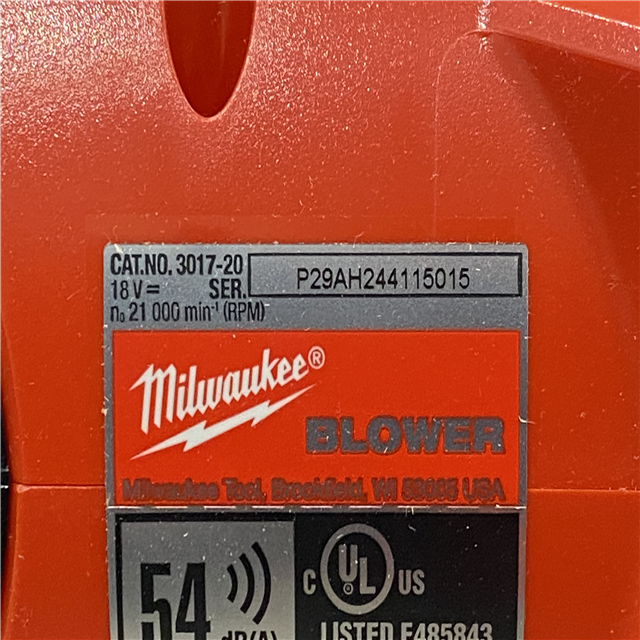 CAT.NO. 3017-20
18 V⎓ SER. P29AH244115015
n₀ 21 000 min⁻¹ (RPM)
Milwaukee®
BLOWER
Milwaukee Tool, Brookfield, WI 53005 USA
54
dB(A)
C UL US
LISTED E485843